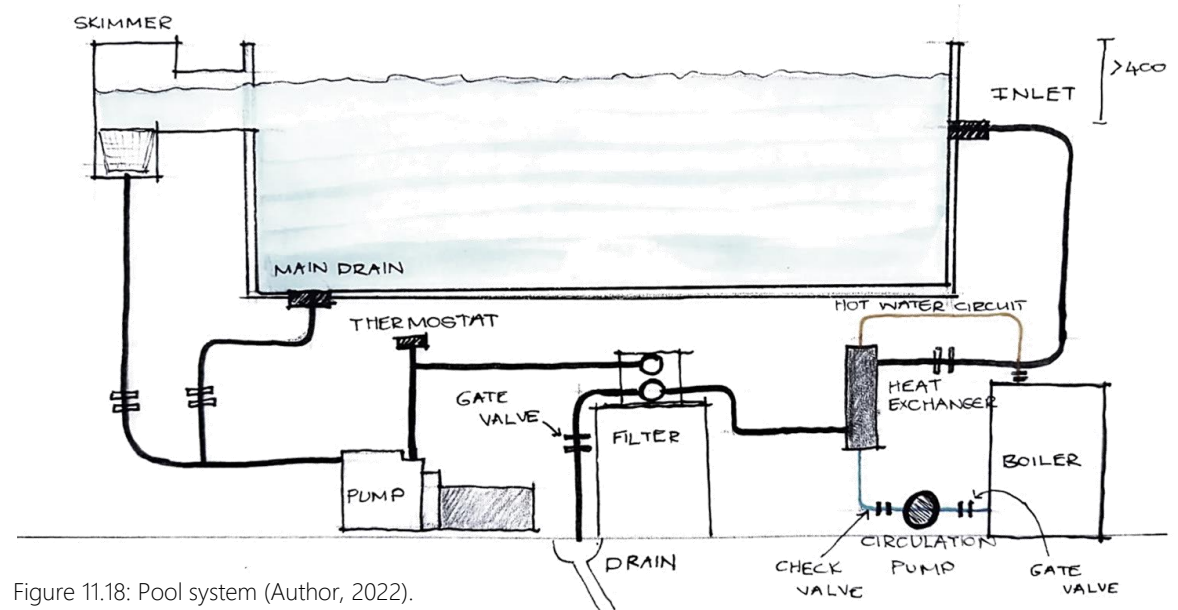 SKIMMER
>400
INLET
MAIN DRAIN
HOT WATER CIRCUIT
THERMOSTAT
GATE
VALVE
HEAT
EXCHANGER
FILTER
BOILER
PUMP
CIRCULATION
PUMP
DRAIN
CHECK
VALVE
GATE
VALVE
Figure 11.18: Pool system (Author, 2022).